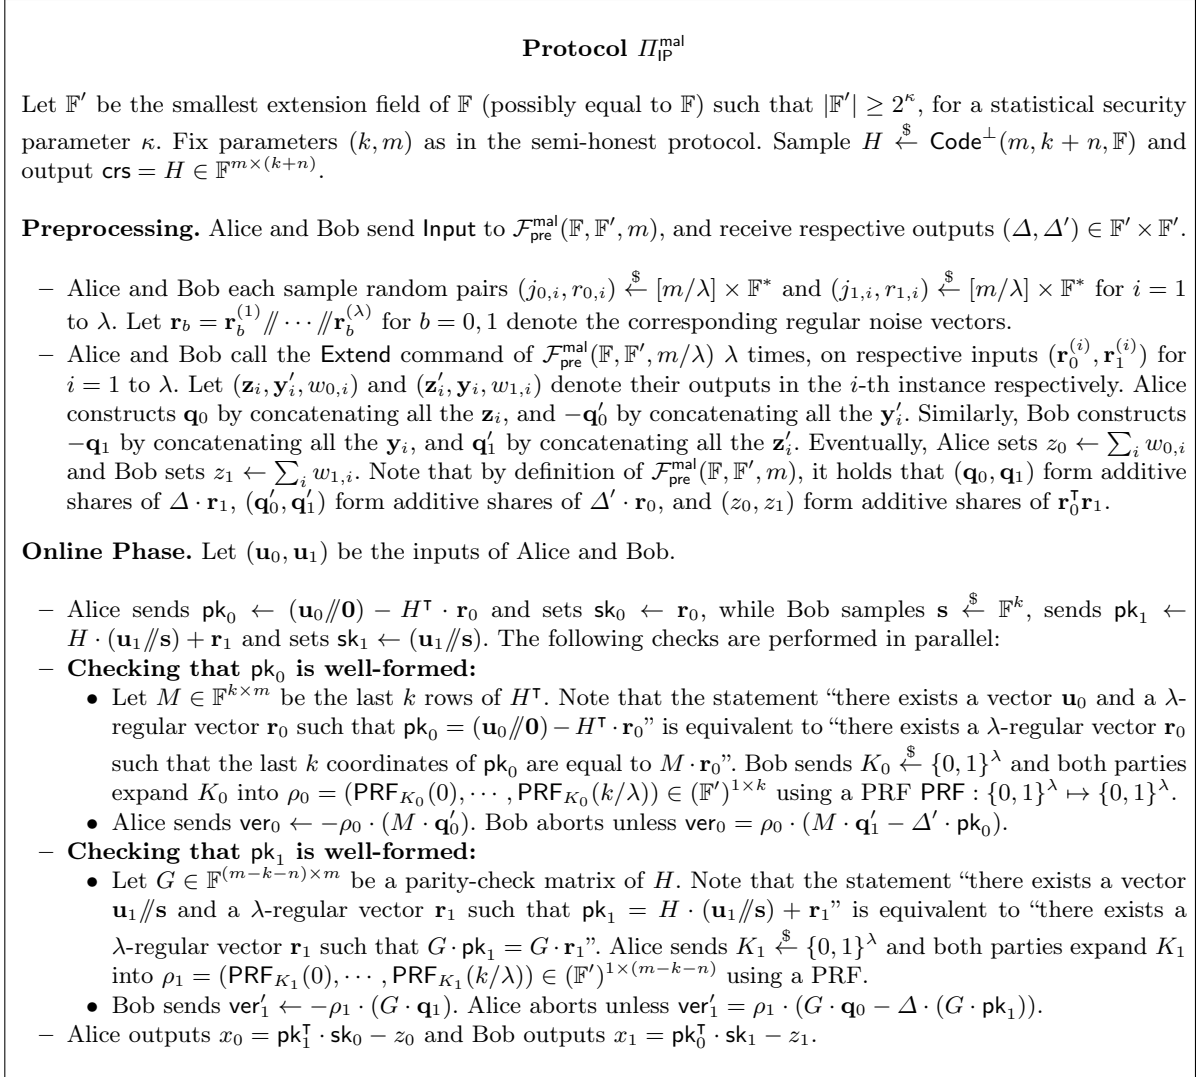 Protocol Π_IP^mal
Let 𝔽′ be the smallest extension field of 𝔽 (possibly equal to 𝔽) such that |𝔽′| ≥ 2^κ, for a statistical security
parameter κ. Fix parameters (k, m) as in the semi-honest protocol. Sample H ←$ Code^⊥(m, k + n, 𝔽) and
output crs = H ∈ 𝔽^{m×(k+n)}.
Preprocessing. Alice and Bob send Input to ℱ_pre^mal(𝔽, 𝔽′, m), and receive respective outputs (Δ, Δ′) ∈ 𝔽′ × 𝔽′.
– Alice and Bob each sample random pairs (j_{0,i}, r_{0,i}) ←$ [m/λ] × 𝔽* and (j_{1,i}, r_{1,i}) ←$ [m/λ] × 𝔽* for i = 1
to λ. Let r_b = r_b^{(1)} // ⋯ // r_b^{(λ)} for b = 0, 1 denote the corresponding regular noise vectors.
– Alice and Bob call the Extend command of ℱ_pre^mal(𝔽, 𝔽′, m/λ) λ times, on respective inputs (r_0^{(i)}, r_1^{(i)}) for
i = 1 to λ. Let (z_i, y′_i, w_{0,i}) and (z′_i, y_i, w_{1,i}) denote their outputs in the i-th instance respectively. Alice
constructs q_0 by concatenating all the z_i, and −q′_0 by concatenating all the y′_i. Similarly, Bob constructs
−q_1 by concatenating all the y_i, and q′_1 by concatenating all the z′_i. Eventually, Alice sets z_0 ← ∑_i w_{0,i}
and Bob sets z_1 ← ∑_i w_{1,i}. Note that by definition of ℱ_pre^mal(𝔽, 𝔽′, m), it holds that (q_0, q_1) form additive
shares of Δ · r_1, (q′_0, q′_1) form additive shares of Δ′ · r_0, and (z_0, z_1) form additive shares of r_0^⊺ r_1.
Online Phase. Let (u_0, u_1) be the inputs of Alice and Bob.
– Alice sends pk_0 ← (u_0//0) − H^⊺ · r_0 and sets sk_0 ← r_0, while Bob samples s ←$ 𝔽^k, sends pk_1 ←
H · (u_1//s) + r_1 and sets sk_1 ← (u_1//s). The following checks are performed in parallel:
– Checking that pk_0 is well-formed:
• Let M ∈ 𝔽^{k×m} be the last k rows of H^⊺. Note that the statement “there exists a vector u_0 and a λ-
regular vector r_0 such that pk_0 = (u_0//0) − H^⊺ · r_0” is equivalent to “there exists a λ-regular vector r_0
such that the last k coordinates of pk_0 are equal to M · r_0”. Bob sends K_0 ←$ {0, 1}^λ and both parties
expand K_0 into ρ_0 = (PRF_{K_0}(0), ⋯ , PRF_{K_0}(k/λ)) ∈ (𝔽′)^{1×k} using a PRF PRF : {0, 1}^λ ↦ {0, 1}^λ.
• Alice sends ver_0 ← −ρ_0 · (M · q′_0). Bob aborts unless ver_0 = ρ_0 · (M · q′_1 − Δ′ · pk_0).
– Checking that pk_1 is well-formed:
• Let G ∈ 𝔽^{(m−k−n)×m} be a parity-check matrix of H. Note that the statement “there exists a vector
u_1//s and a λ-regular vector r_1 such that pk_1 = H · (u_1//s) + r_1” is equivalent to “there exists a
λ-regular vector r_1 such that G · pk_1 = G · r_1”. Alice sends K_1 ←$ {0, 1}^λ and both parties expand K_1
into ρ_1 = (PRF_{K_1}(0), ⋯ , PRF_{K_1}(k/λ)) ∈ (𝔽′)^{1×(m−k−n)} using a PRF.
• Bob sends ver′_1 ← −ρ_1 · (G · q_1). Alice aborts unless ver′_1 = ρ_1 · (G · q_0 − Δ · (G · pk_1)).
– Alice outputs x_0 = pk_1^⊺ · sk_0 − z_0 and Bob outputs x_1 = pk_0^⊺ · sk_1 − z_1.